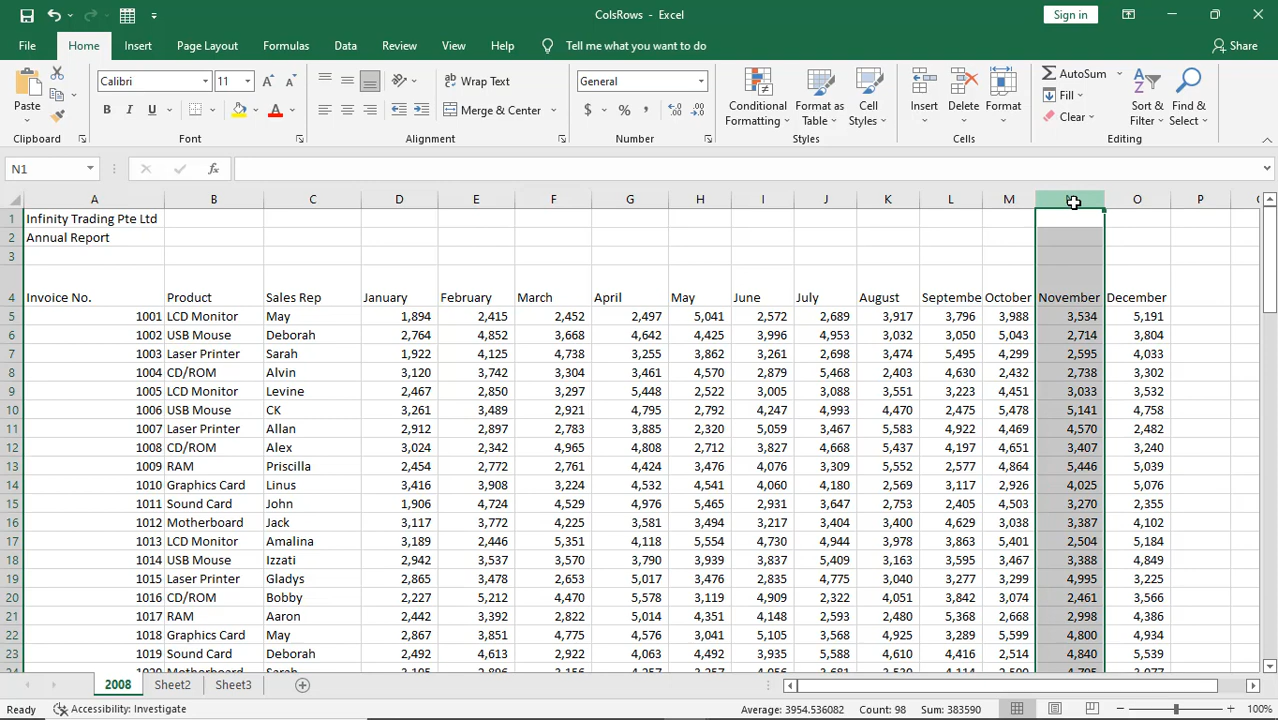 ColsRows - Excel
Sign in
File Home Insert Page Layout Formulas Data Review View Help Tell me what you want to do Share
Paste Calibri 11 Wrap Text General Conditional Formatting Format as Table Cell Styles Insert Delete Format AutoSum Sort & Filter Find & Select
B I U Merge & Center $ % Fill
Clear
Clipboard Font Alignment Number Styles Cells Editing
N1 fx
A B C D E F G H I J K L M O P
1 Infinity Trading Pte Ltd
2 Annual Report
3
4 Invoice No. Product Sales Rep January February March April May June July August Septembe October November December
5 1001 LCD Monitor May 1,894 2,415 2,452 2,497 5,041 2,572 2,689 3,917 3,796 3,988 3,534 5,191
6 1002 USB Mouse Deborah 2,764 4,852 3,668 4,642 4,425 3,996 4,953 3,032 3,050 5,043 2,714 3,804
7 1003 Laser Printer Sarah 1,922 4,125 4,738 3,255 3,862 3,261 2,698 3,474 5,495 4,299 2,595 4,033
8 1004 CD/ROM Alvin 3,120 3,742 3,304 3,461 4,570 2,879 5,468 2,403 4,630 2,432 2,738 3,302
9 1005 LCD Monitor Levine 2,467 2,850 3,297 5,448 2,522 3,005 3,088 3,551 3,223 4,451 3,033 3,532
10 1006 USB Mouse CK 3,261 3,489 2,921 4,795 2,792 4,247 4,993 4,470 2,475 5,478 5,141 4,758
11 1007 Laser Printer Allan 2,912 2,897 2,783 3,885 2,320 5,059 3,467 5,583 4,922 4,469 4,570 2,482
12 1008 CD/ROM Alex 3,024 2,342 4,965 4,808 2,712 3,827 4,668 5,437 4,197 4,651 3,407 3,240
13 1009 RAM Priscilla 2,454 2,772 2,761 4,424 3,476 4,076 3,309 5,552 2,577 4,864 5,446 5,039
14 1010 Graphics Card Linus 3,416 3,908 3,224 4,532 4,541 4,060 4,180 2,569 3,117 2,926 4,025 5,076
15 1011 Sound Card John 1,906 4,724 4,529 4,976 5,465 2,931 3,647 2,753 2,405 4,503 3,270 2,355
16 1012 Motherboard Jack 3,117 3,772 4,225 3,581 3,494 3,217 3,404 3,400 4,629 3,038 3,387 4,102
17 1013 LCD Monitor Amalina 3,189 2,446 5,351 4,118 5,554 4,730 4,944 3,978 3,863 5,401 2,504 5,184
18 1014 USB Mouse Izzati 2,942 3,537 3,570 3,790 3,939 3,837 5,409 3,163 3,595 3,467 3,388 4,849
19 1015 Laser Printer Gladys 2,865 3,478 2,653 5,017 3,476 2,835 4,775 3,040 3,277 3,299 4,995 3,225
20 1016 CD/ROM Bobby 2,227 5,212 4,470 5,578 3,119 4,909 2,322 4,051 3,842 3,074 2,461 3,566
21 1017 RAM Aaron 2,442 3,392 2,822 5,014 4,351 4,148 2,593 2,480 5,368 2,668 2,998 4,386
22 1018 Graphics Card May 2,867 3,851 4,775 4,576 3,041 5,105 3,568 4,925 3,289 5,599 4,800 4,934
23 1019 Sound Card Deborah 2,492 4,613 2,922 4,063 4,492 3,935 5,588 4,610 4,416 2,514 4,840 5,539
2008 Sheet2 Sheet3
Ready Accessibility: Investigate Average: 3954.536082 Count: 98 Sum: 383590 100%